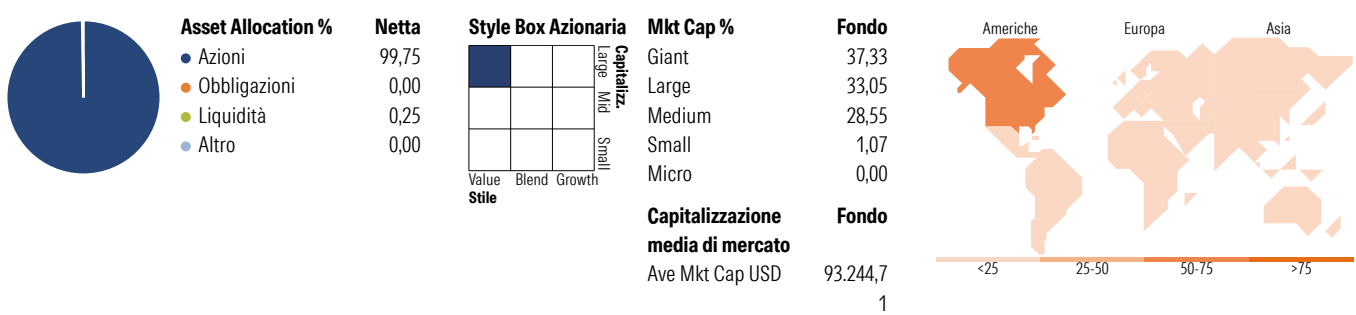 Asset Allocation % Netta
Azioni 99,75
Obbligazioni 0,00
Liquidità 0,25
Altro 0,00
Style Box Azionaria
Capitalizz.
Large Mid Small
Value Blend Growth
Stile
Mkt Cap % Fondo
Giant 37,33
Large 33,05
Medium 28,55
Small 1,07
Micro 0,00
Capitalizzazione Fondo
media di mercato
Ave Mkt Cap USD 93.244,7
1
Americhe Europa Asia
<25 25-50 50-75 >75